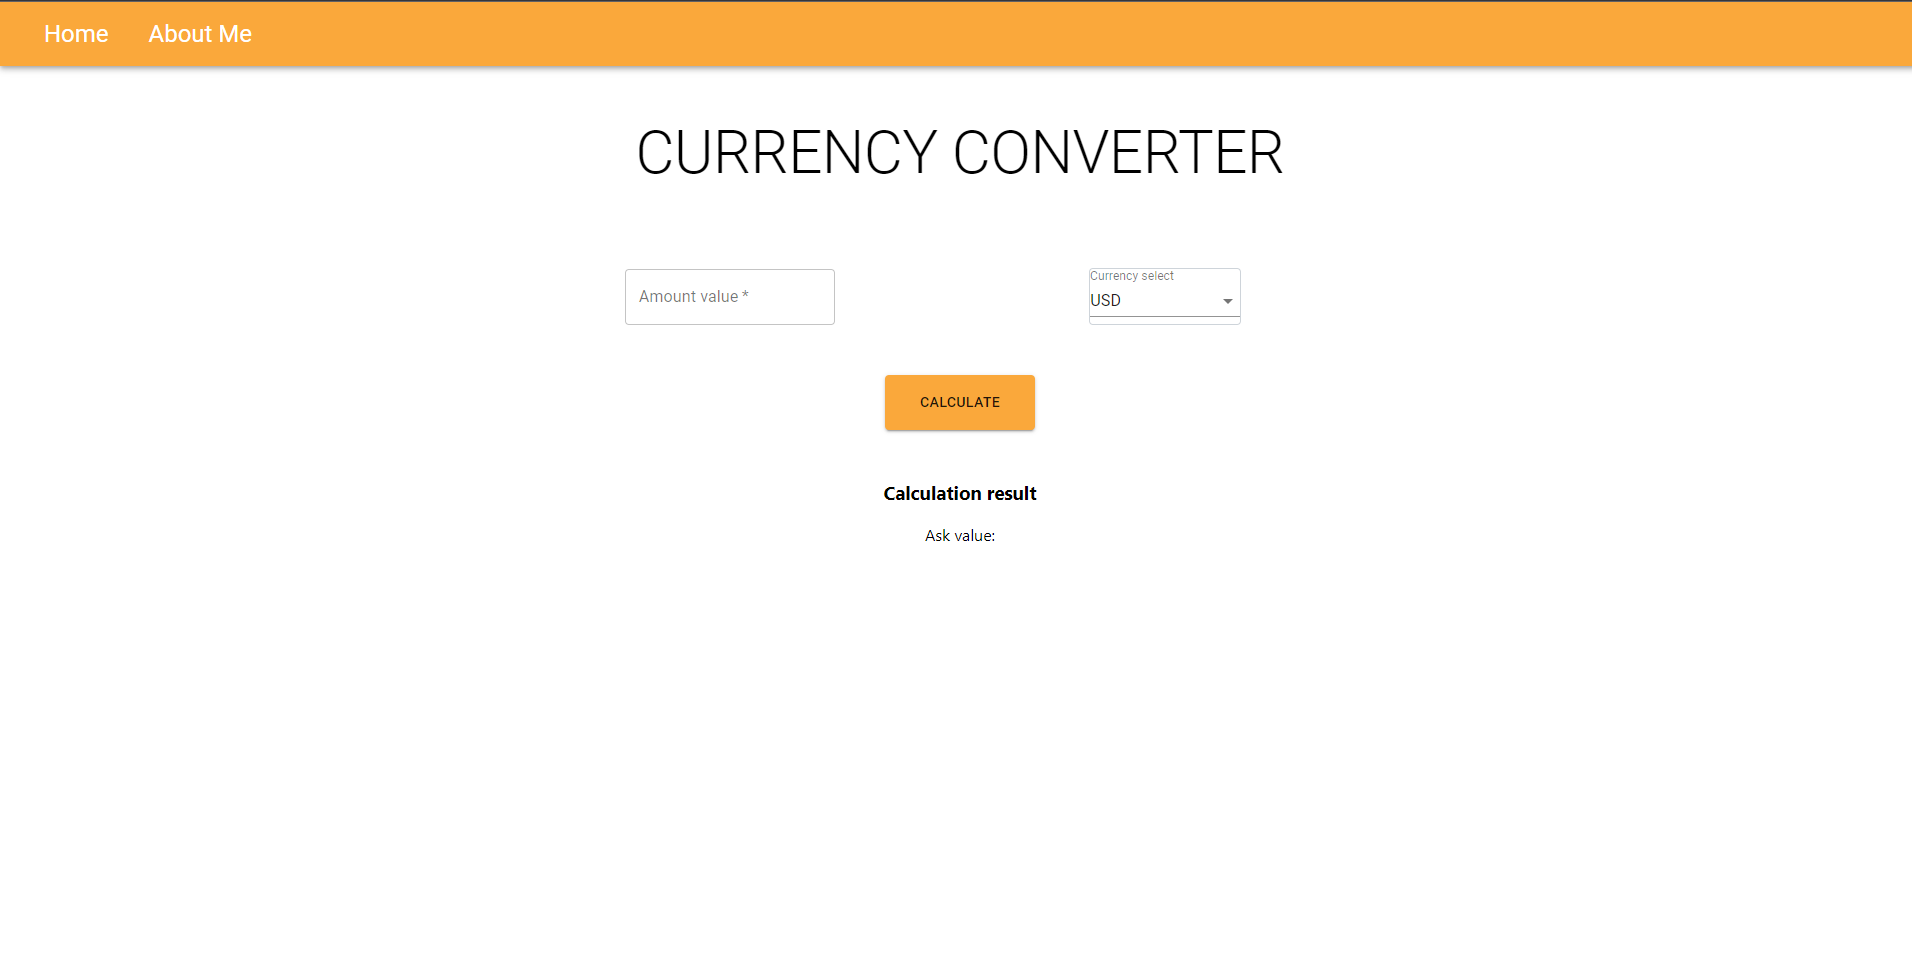 Home About Me
CURRENCY CONVERTER
Amount value *
Currency select
USD
CALCULATE
Calculation result
Ask value: